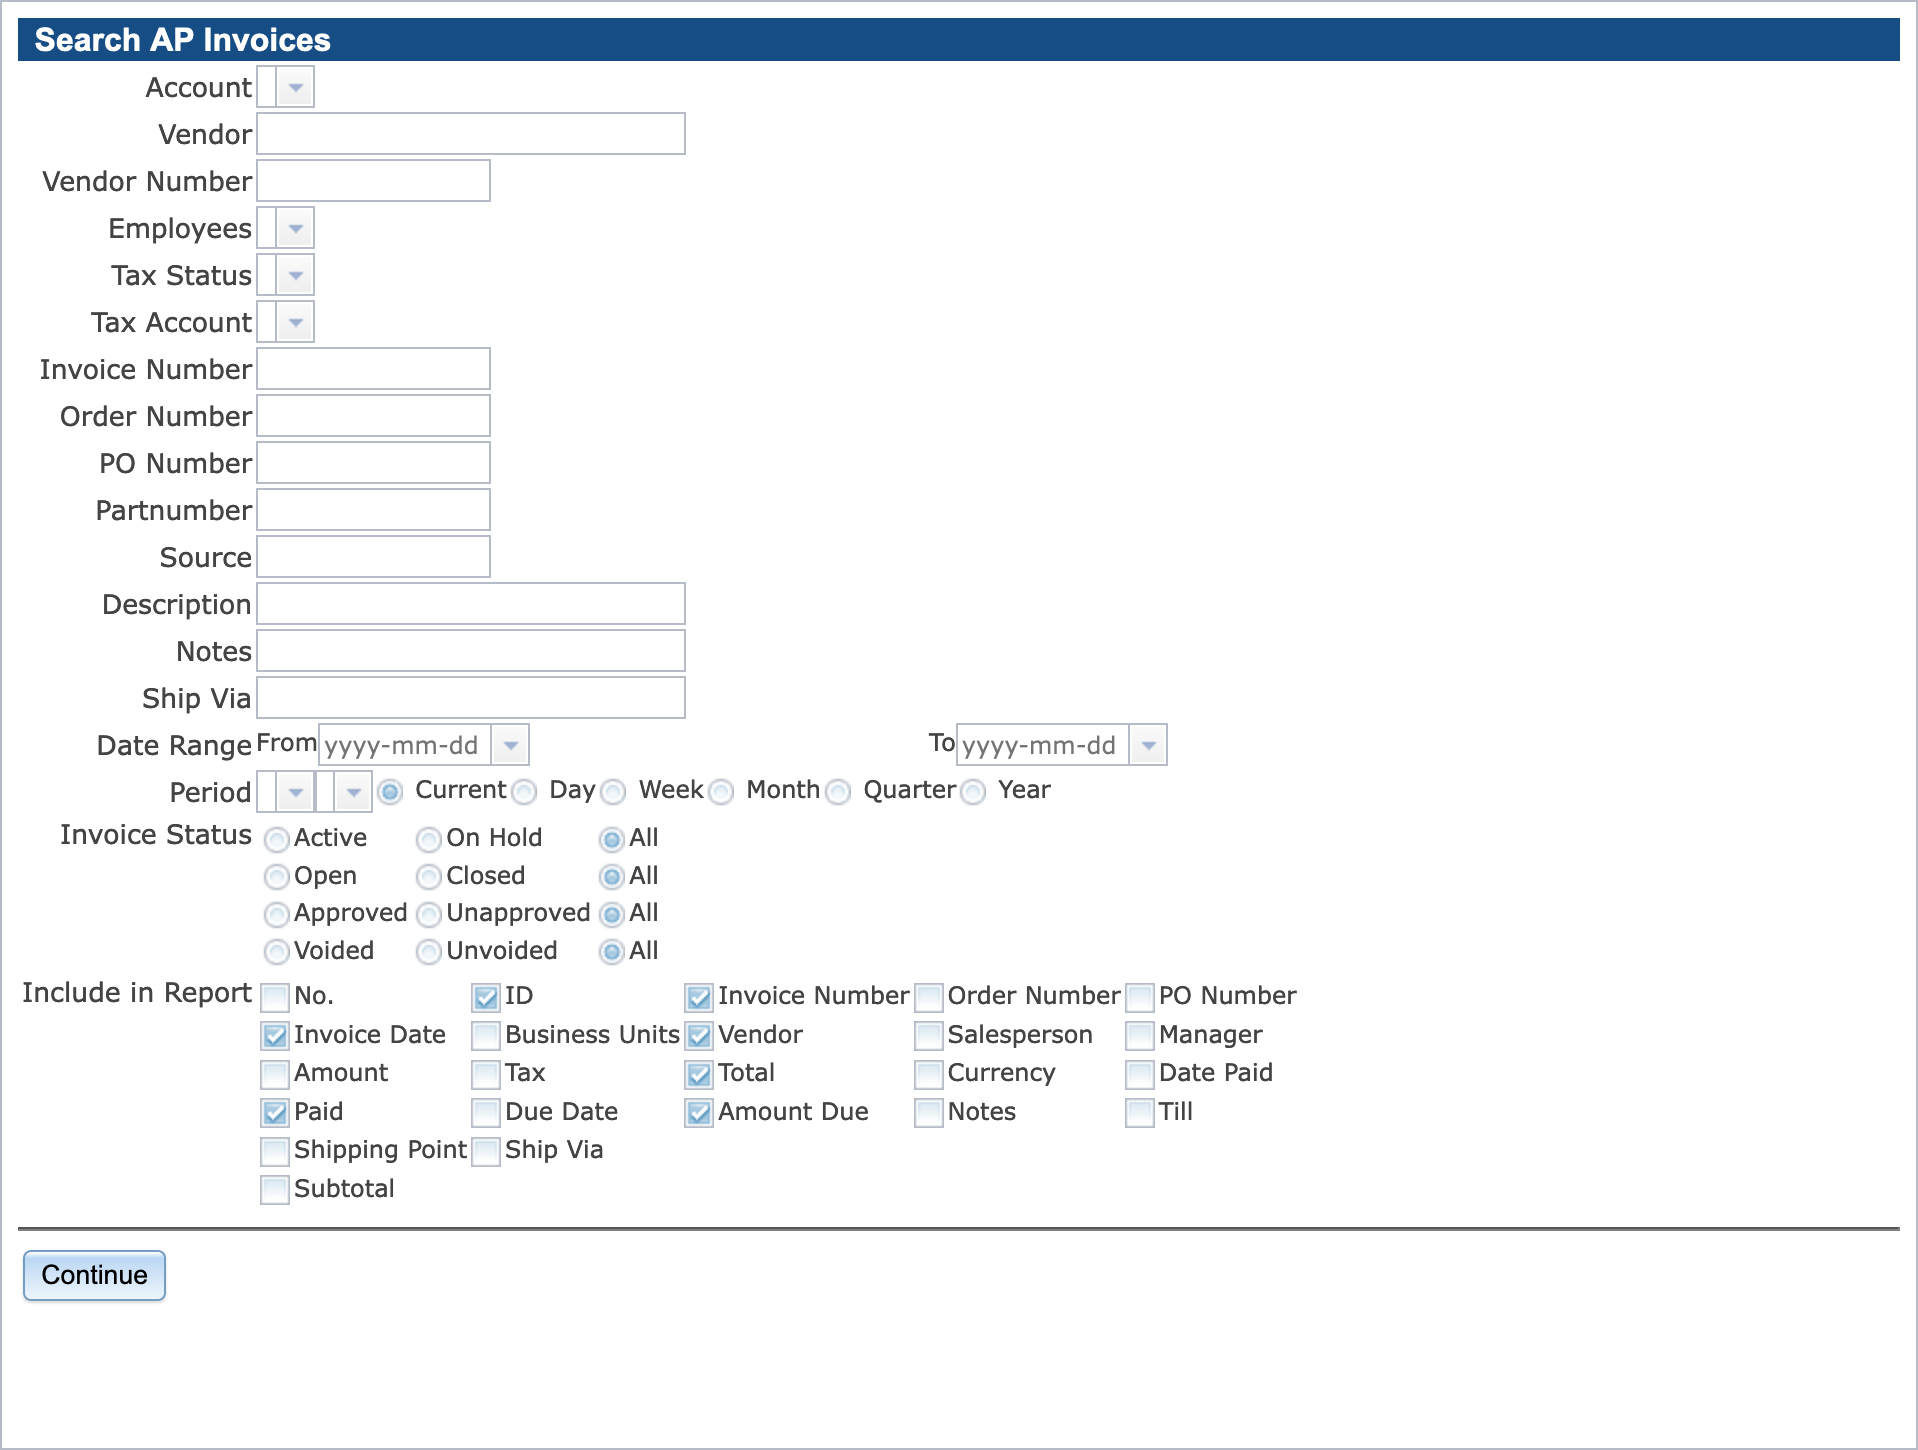 Search AP Invoices
Account
Vendor
Vendor Number
Employees
Tax Status
Tax Account
Invoice Number
Order Number
PO Number
Partnumber
Source
Description
Notes
Ship Via
Date Range From yyyy-mm-dd To yyyy-mm-dd
Period Current Day Week Month Quarter Year
Invoice Status Active On Hold All
Open Closed All
Approved Unapproved All
Voided Unvoided All
Include in Report No. ID Invoice Number Order Number PO Number
Invoice Date Business Units Vendor Salesperson Manager
Amount Tax Total Currency Date Paid
Paid Due Date Amount Due Notes Till
Shipping Point Ship Via
Subtotal
Continue